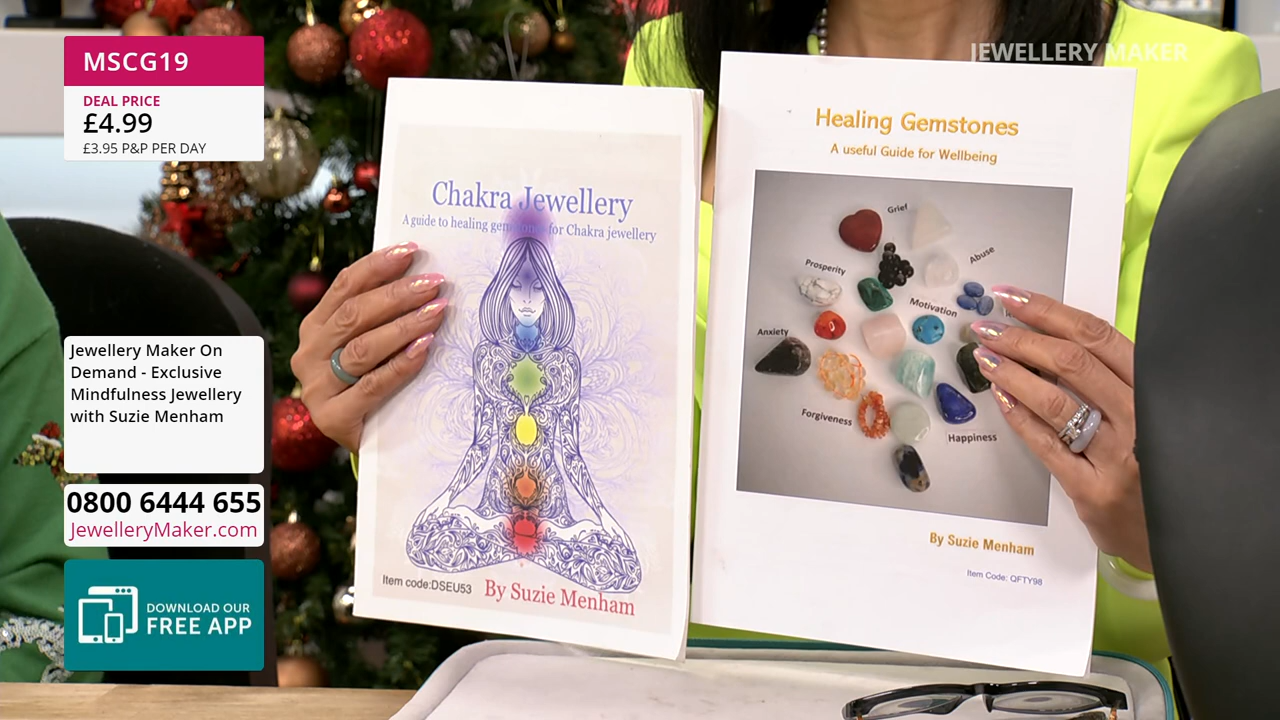 MSCG19
DEAL PRICE
£4.99
£3.95 P&P PER DAY
Jewellery Maker On
Demand - Exclusive
Mindfulness Jewellery
with Suzie Menham
0800 6444 655
JewelleryMaker.com
DOWNLOAD OUR
FREE APP
JEWELLERY MAKER
Chakra Jewellery
A guide to healing gemstones for Chakra jewellery
Item code:DSEU53
By Suzie Menham
Healing Gemstones
A useful Guide for Wellbeing
Grief
Abuse
Prosperity
Motivation
Anxiety
Forgiveness
Happiness
By Suzie Menham
Item Code: QFTY98